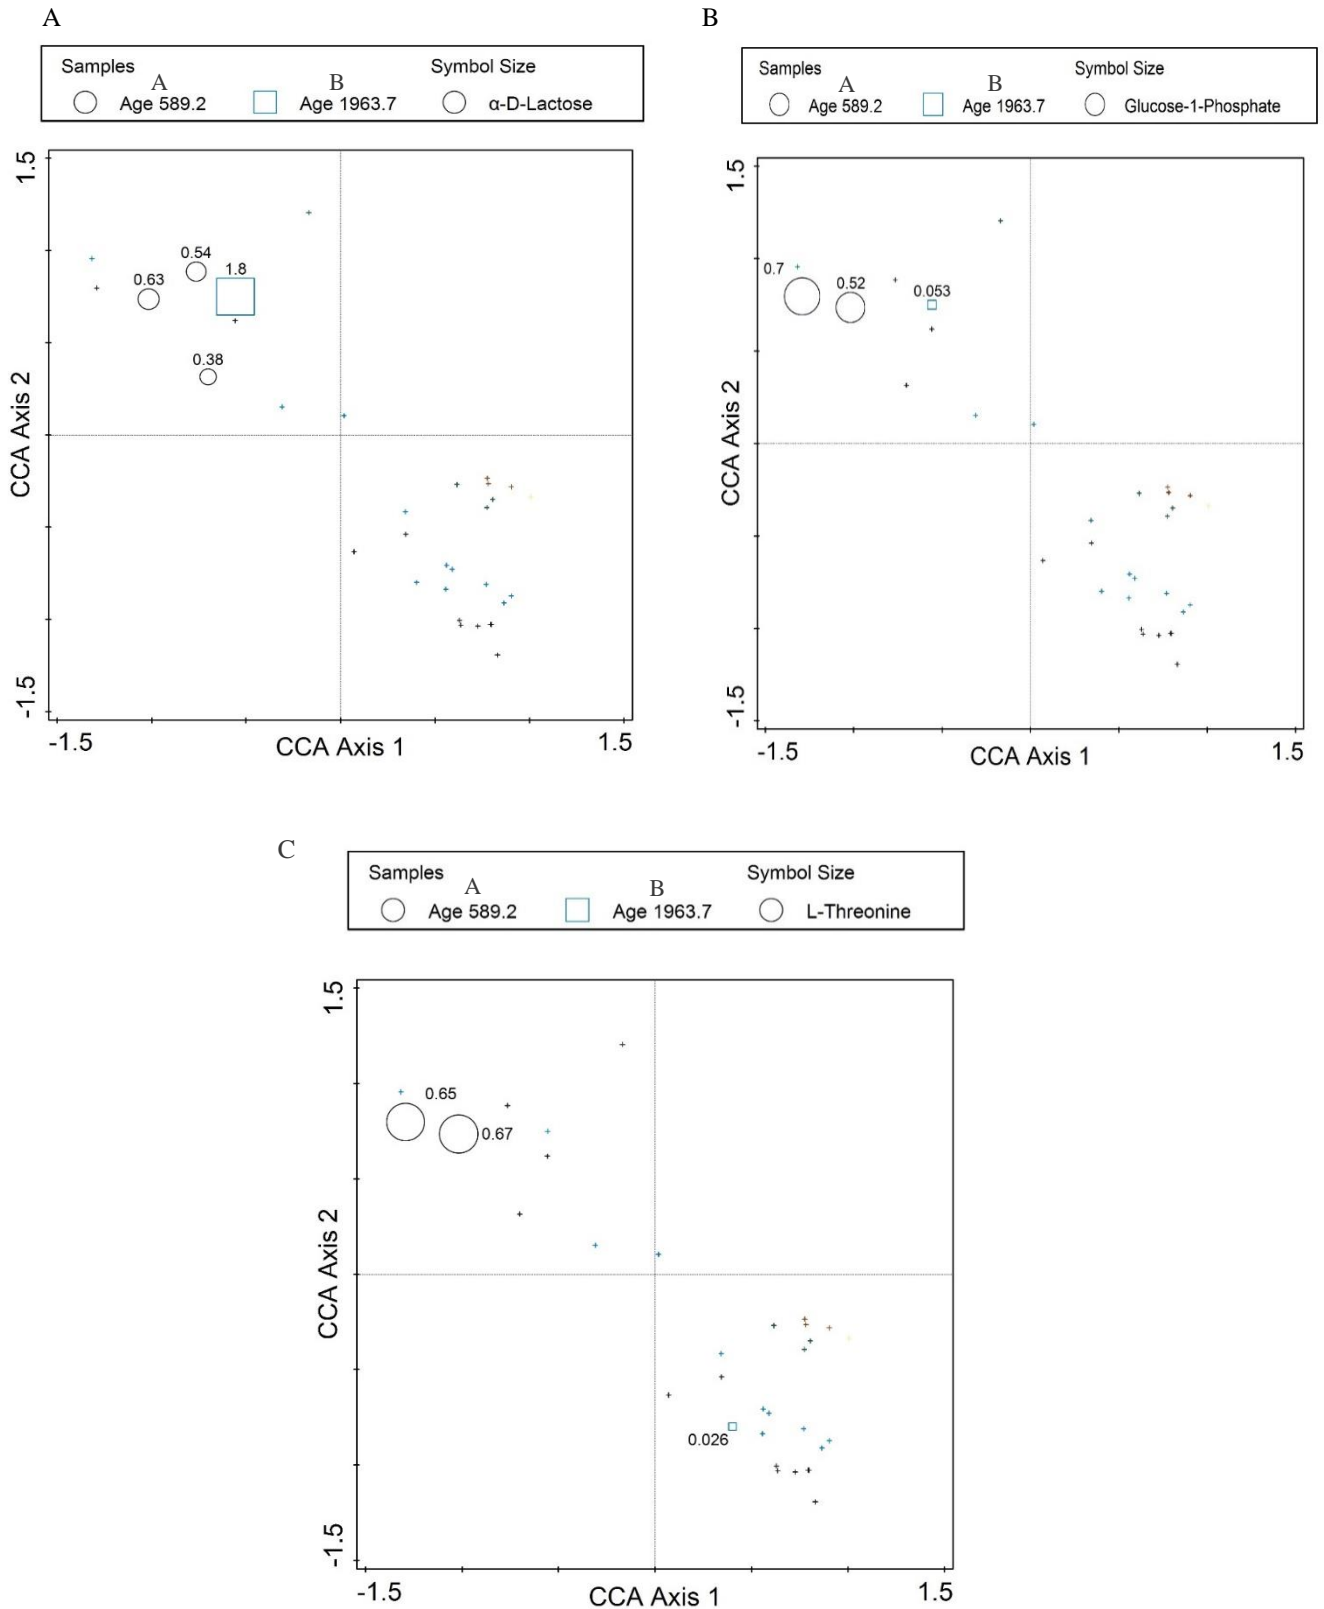 A
Samples Symbol Size
A B
Age 589.2 Age 1963.7 α-D-Lactose
1.5
0.54
1.8
0.63
0.38
CCA Axis 2
-1.5
-1.5 CCA Axis 1 1.5
B
Samples Symbol Size
A B
Age 589.2 Age 1963.7 Glucose-1-Phosphate
1.5
0.7
0.52
0.053
CCA Axis 2
-1.5
-1.5 CCA Axis 1 1.5
C
Samples Symbol Size
A B
Age 589.2 Age 1963.7 L-Threonine
1.5
0.65
0.67
CCA Axis 2
0.026
-1.5
-1.5 CCA Axis 1 1.5